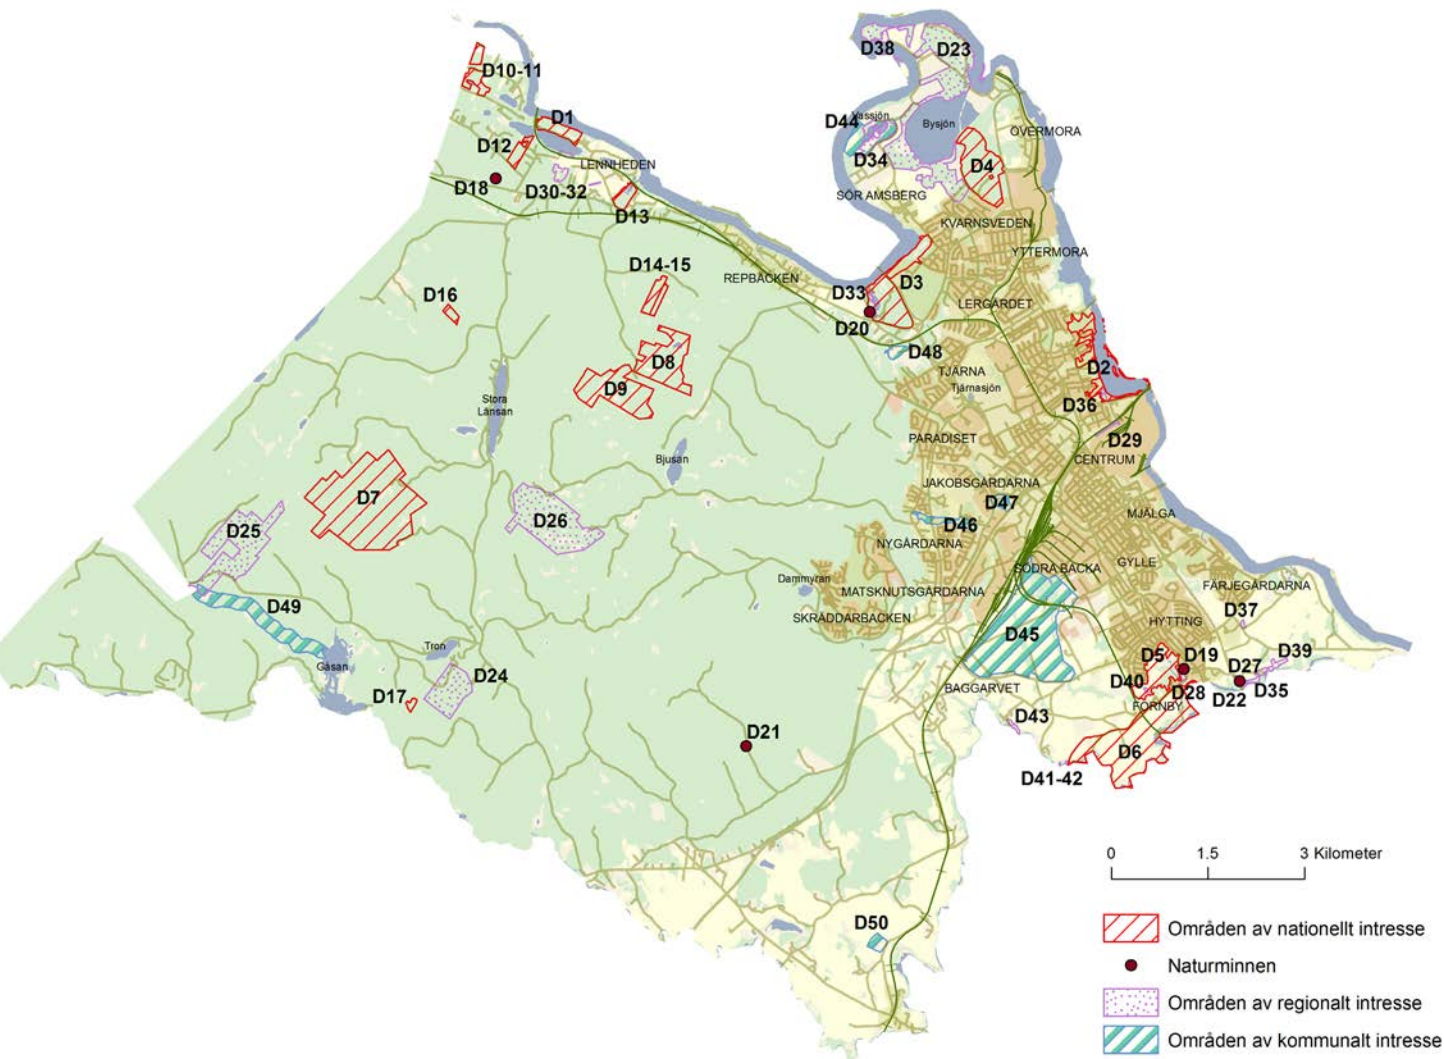 D38
D23
D10-11
D1
D44
Vassjön
Bysjön
ÖVERMORA
D12
LENNHEDEN
D34
D4
D18
D30-32
SÖR AMSBERG
D13
KVARNSVEDEN
YTTERMORA
D14-15
REPBÄCKEN
D3
D33
D16
LERGÄRDET
D20
D48
D8
D2
TJÄRNA
D9
Tjärnasjön
Stora
Länsan
D36
PARADISET
D29
Bjusan
CENTRUM
JAKOBSGÅRDARNA
D7
D47
MJÄLGA
D25
D26
D46
NYGÅRDARNA
GYLLE
SÖDRA BACKA
Dammyran
FÄRJEGÅRDARNA
MATSKNUTSGÅRDARNA
D49
D37
SKRÄDDARBACKEN
HYTTING
D45
Tron
D5
D19
D39
Gåsan
D27
D24
D40
BAGGARVET
D28
D35
D17
D22
FORNBY
D43
D21
D6
D41-42
0 1.5 3 Kilometer
D50
Områden av nationellt intresse
Naturminnen
Områden av regionalt intresse
Områden av kommunalt intresse